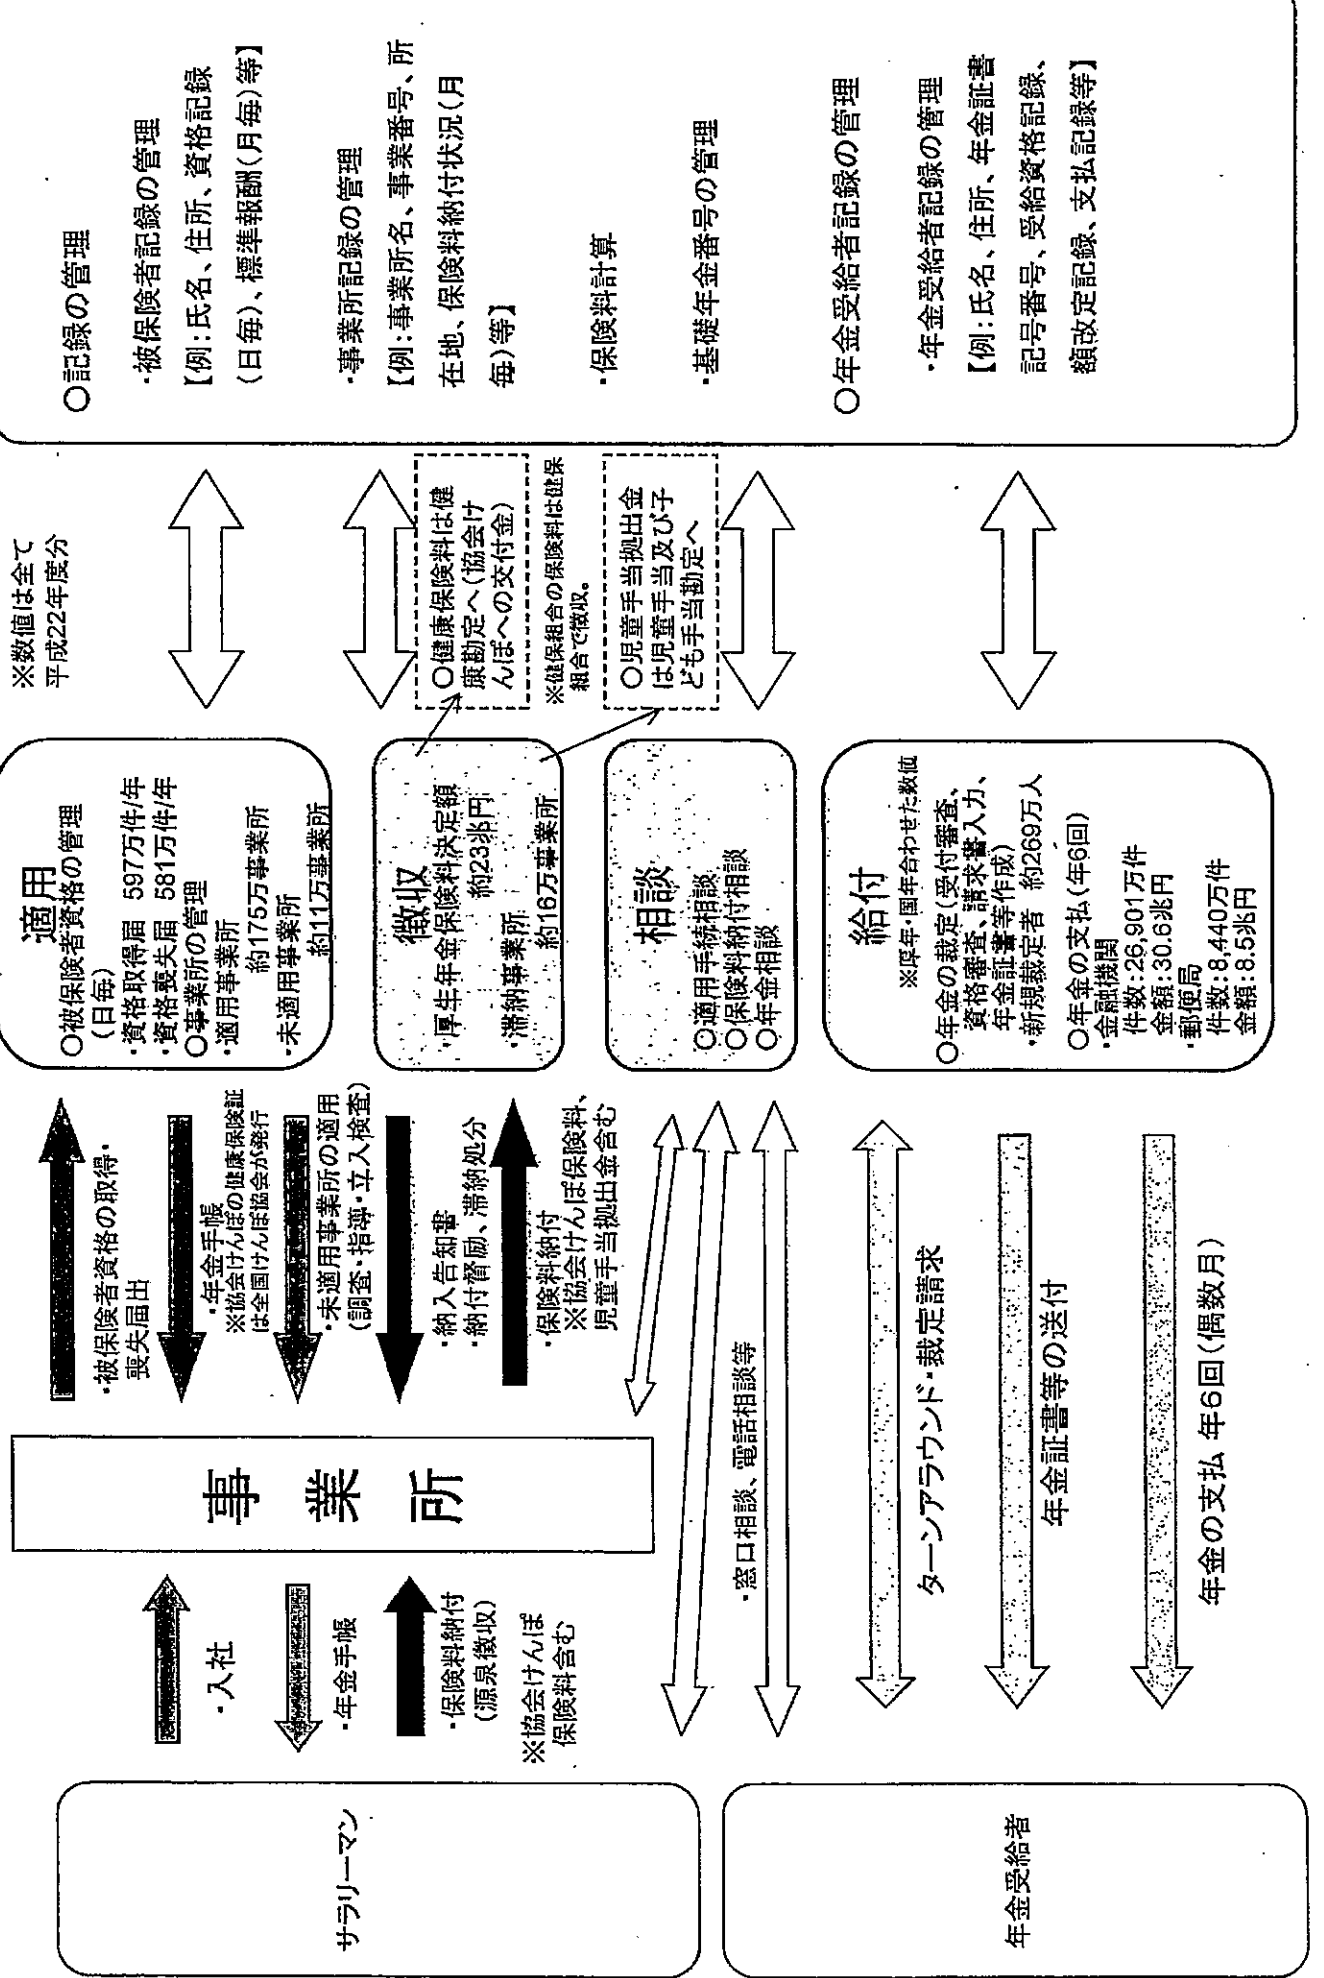 ※数値は全て
平成22年度分
サラリーマン
年金受給者
・入社
・年金手帳
・保険料納付
(源泉徴収)
※協会けんぽ
保険料含む
事業所
・被保険者資格の取得・
喪失届出
・年金手帳
※協会けんぽの健康保険証
は全国けんぽ協会が発行
・未適用事業所の適用
(調査・指導・立入検査)
・納入告知書
・納付督励、滞納処分
・保険料納付
※協会けんぽ保険料、
児童手当拠出金含む
・窓口相談、電話相談等
ターンアラウンド・裁定請求
年金証書等の送付
年金の支払 年6回(偶数月)
適用
○被保険者資格の管理
(日毎)
・資格取得届 597万件/年
・資格喪失届 581万件/年
○事業所の管理
・適用事業所
約175万事業所
・未適用事業所
約11万事業所
徴収
・厚生年金保険料決定額
約23兆円
・滞納事業所
約16万事業所
相談
○適用手続相談
○保険料納付相談
○年金相談
給付
※厚年・国年合わせた数値
○年金の裁定(受付審査、
資格審査、請求書入力、
年金証書等作成)
・新規裁定者 約269万人
○年金の支払(年6回)
・金融機関
件数:26,901万件
金額:30.6兆円
・郵便局
件数:8,440万件
金額:8.5兆円
○健康保険料は健
康勘定へ(協会け
んぽへの交付金)
※健保組合の保険料は健保
組合で徴収。
○児童手当拠出金
は児童手当及び子
ども手当勘定へ
○記録の管理
・被保険者記録の管理
【例:氏名、住所、資格記録
(日毎)、標準報酬(月毎)等】
・事業所記録の管理
【例:事業所名、事業番号、所
在地、保険料納付状況(月
毎)等】
・保険料計算
・基礎年金番号の管理
○年金受給者記録の管理
・年金受給者記録の管理
【例:氏名、住所、年金証書
記号番号、受給資格記録、
額改定記録、支払記録等】